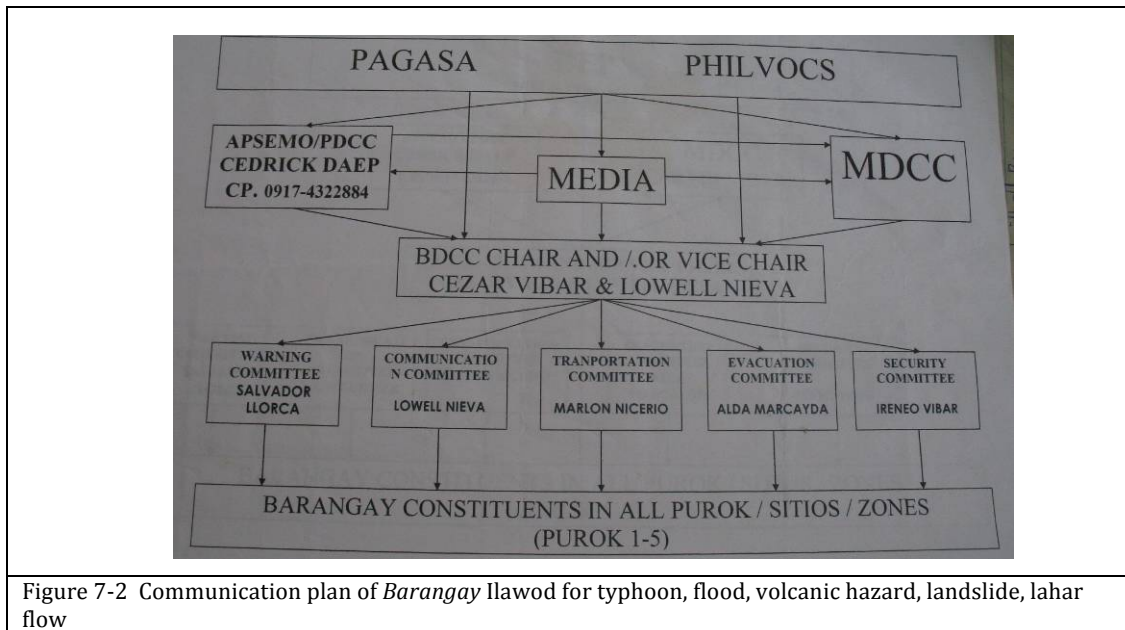 PAGASA PHILVOCS
APSEMO/PDCC
CEDRICK DAEP
CP. 0917-4322884
MEDIA
MDCC
BDCC CHAIR AND /.OR VICE CHAIR
CEZAR VIBAR & LOWELL NIEVA
WARNING
COMMITTEE
SALVADOR
LLORCA
COMMUNICATIO
N COMMITTEE
LOWELL NIEVA
TRANPORTATION
COMMITTEE
MARLON NICERIO
EVACUATION
COMMITTEE
ALDA MARCAYDA
SECURITY
COMMITTEE
IRENEO VIBAR
BARANGAY CONSTITUENTS IN ALL PUROK / SITIOS / ZONES
(PUROK 1-5)
Figure 7-2 Communication plan of Barangay Ilawod for typhoon, flood, volcanic hazard, landslide, lahar
flow